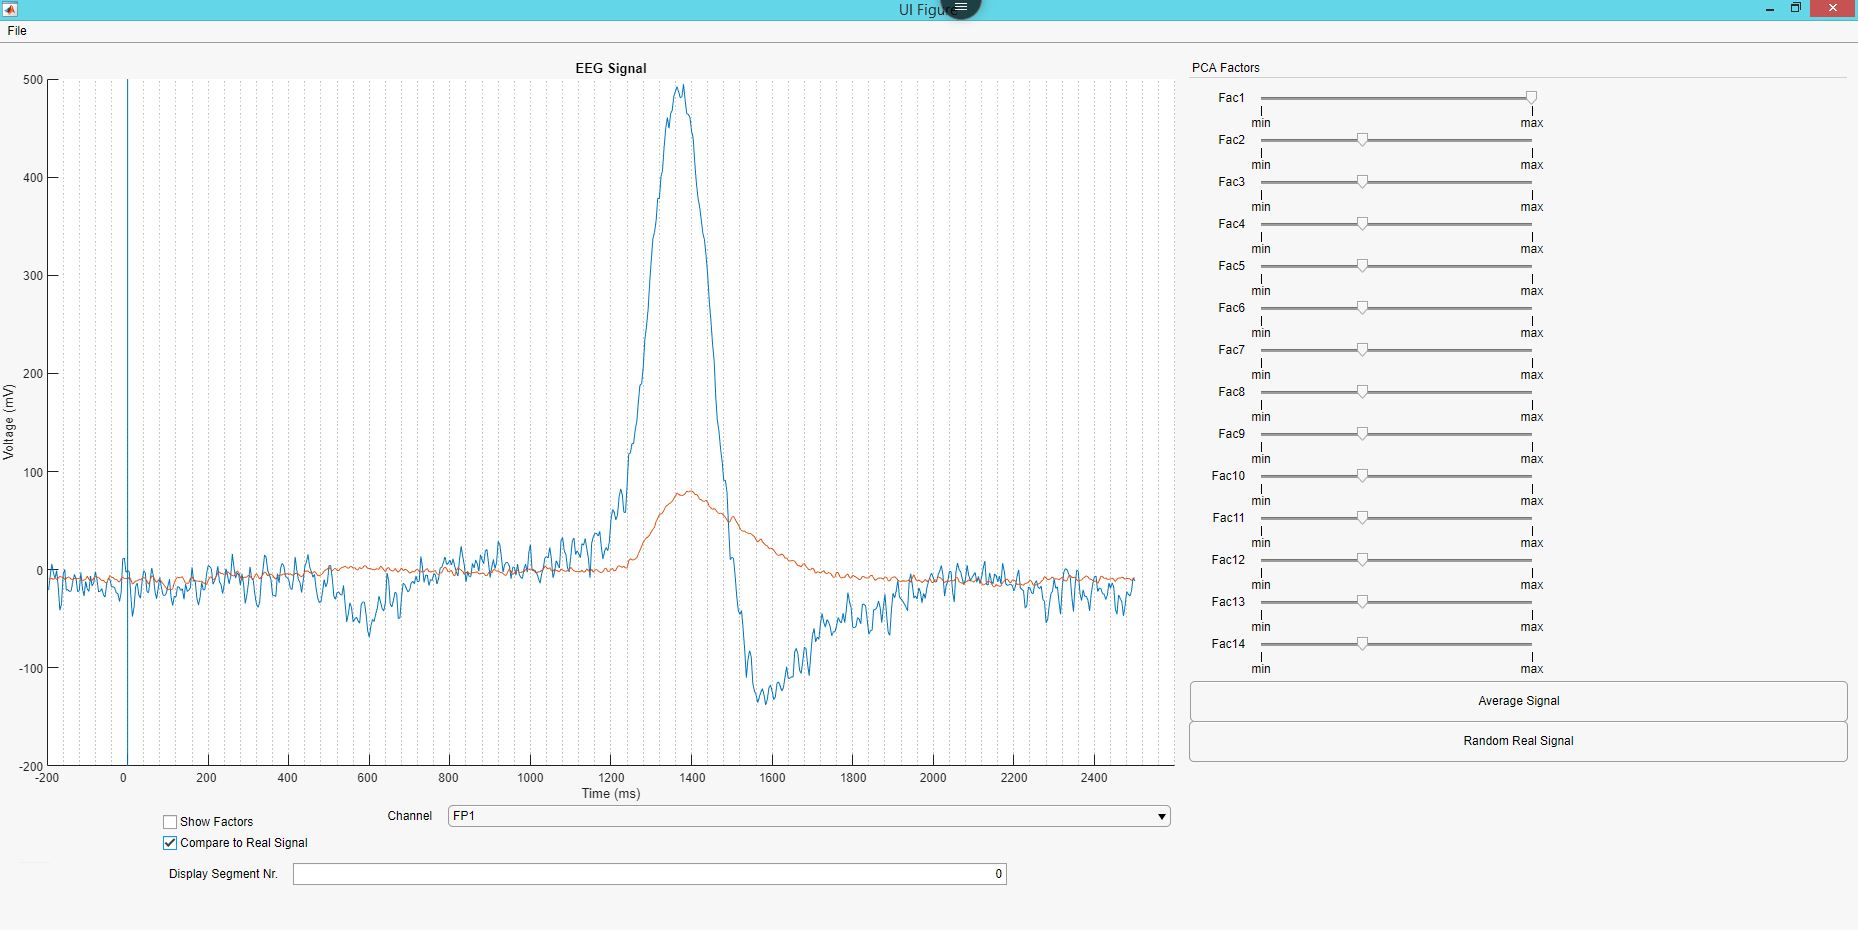 UI Figure
File
EEG Signal
500
400
300
200
100
0
-100
-200
Voltage (mV)
-200 0 200 400 600 800 1000 1200 1400 1600 1800 2000 2200 2400
Time (ms)
Show Factors
Compare to Real Signal
Channel FP1
Display Segment Nr. 0
PCA Factors
Fac1
min max
Fac2
min max
Fac3
min max
Fac4
min max
Fac5
min max
Fac6
min max
Fac7
min max
Fac8
min max
Fac9
min max
Fac10
min max
Fac11
min max
Fac12
min max
Fac13
min max
Fac14
min max
Average Signal
Random Real Signal